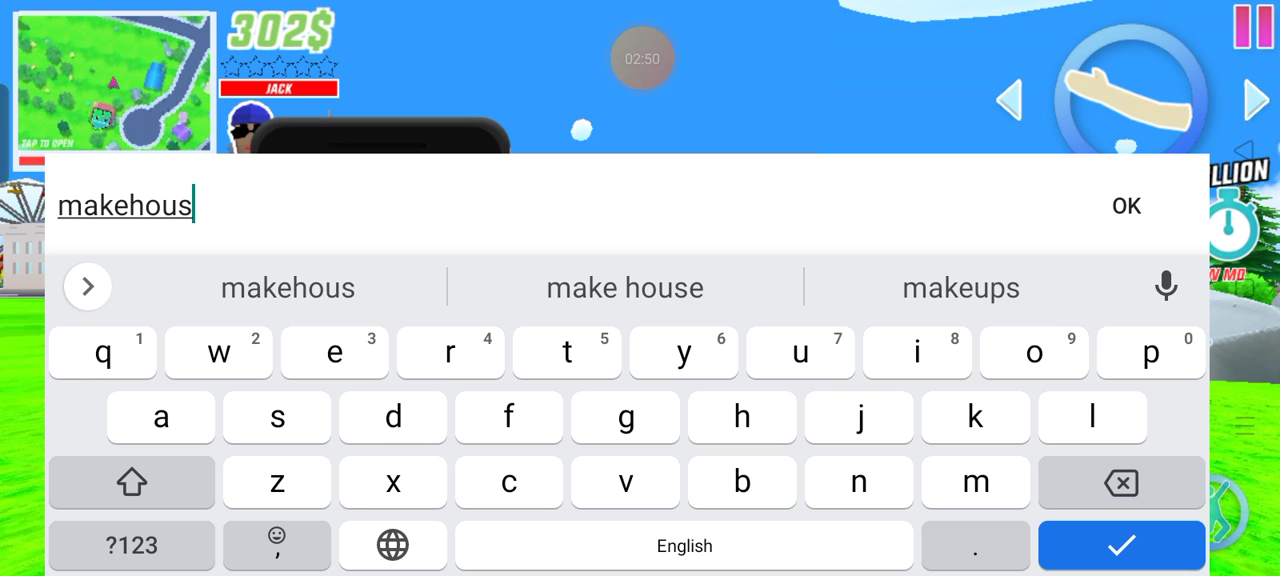 302$
02:50
JACK
TAP TO OPEN
makehous
OK
makehous make house makeups
q 1 w 2 e 3 r 4 t 5 y 6 u 7 i 8 o 9 p 0
a s d f g h j k l
z x c v b n m
?123 , English .